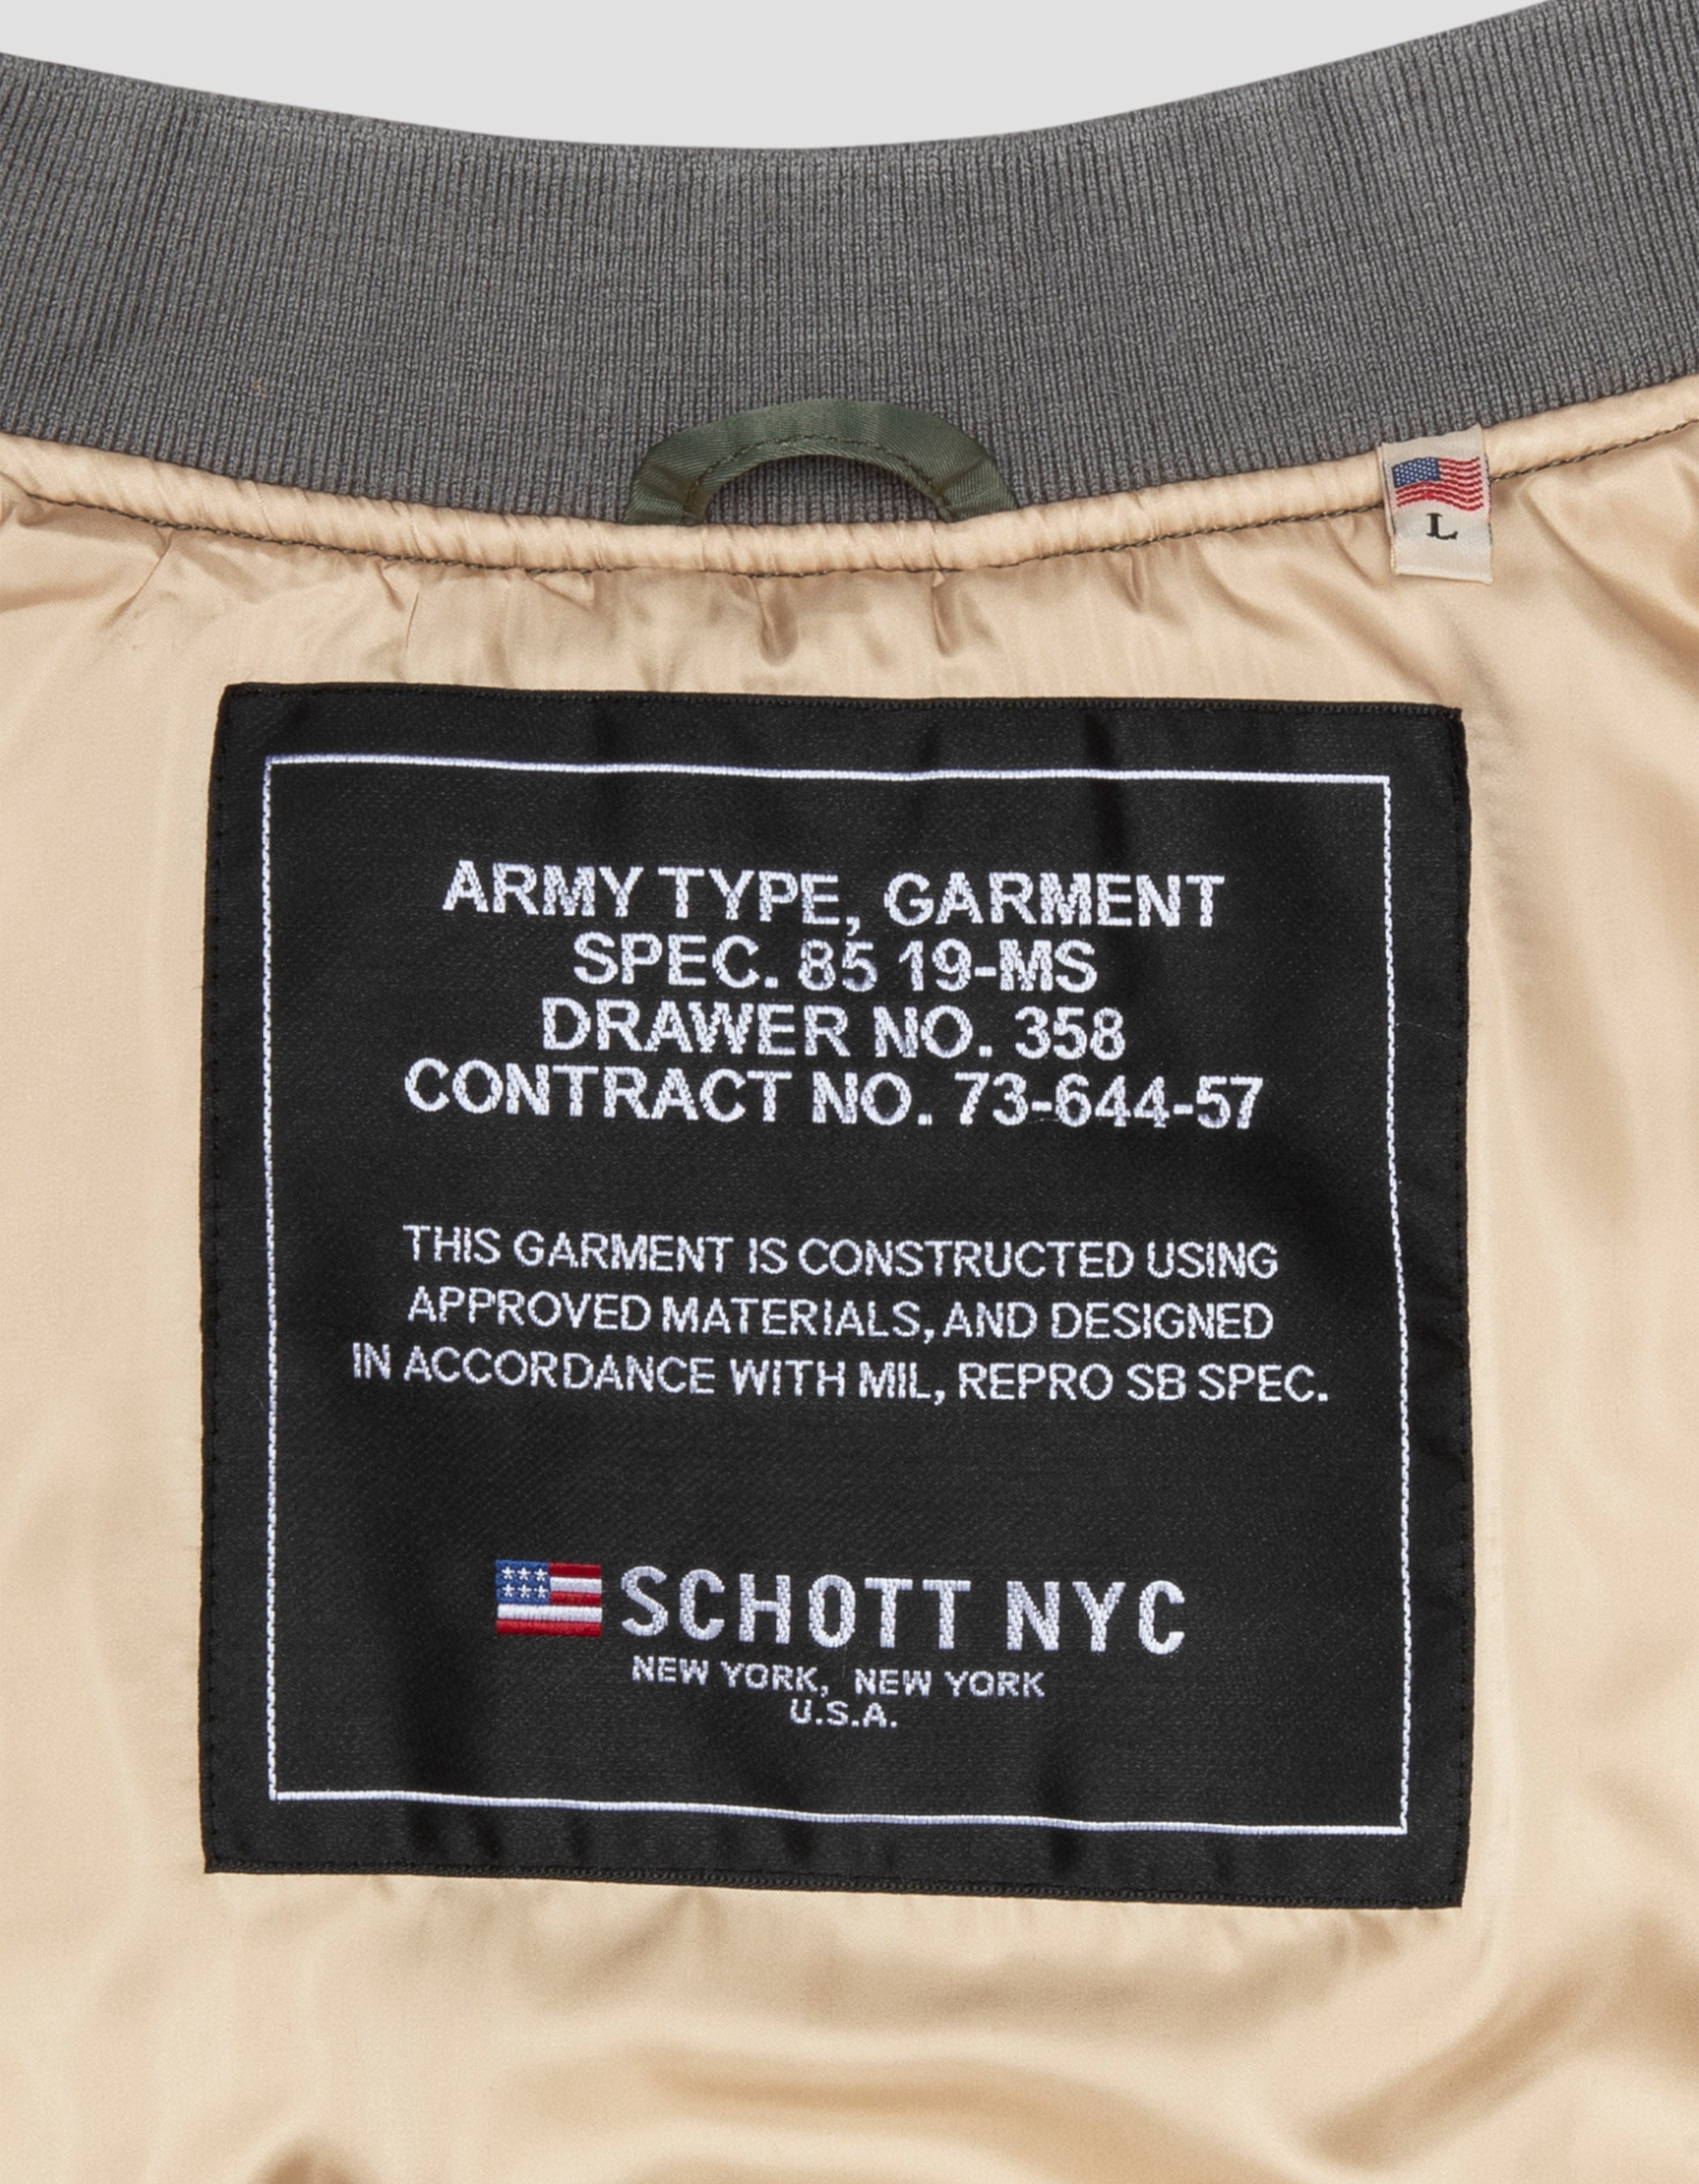 L
ARMY TYPE, GARMENT
SPEC. 85 19-MS
DRAWER NO. 358
CONTRACT NO. 73-644-57
THIS GARMENT IS CONSTRUCTED USING
APPROVED MATERIALS, AND DESIGNED
IN ACCORDANCE WITH MIL, REPRO SB SPEC.
SCHOTT NYC
NEW YORK, NEW YORK
U.S.A.